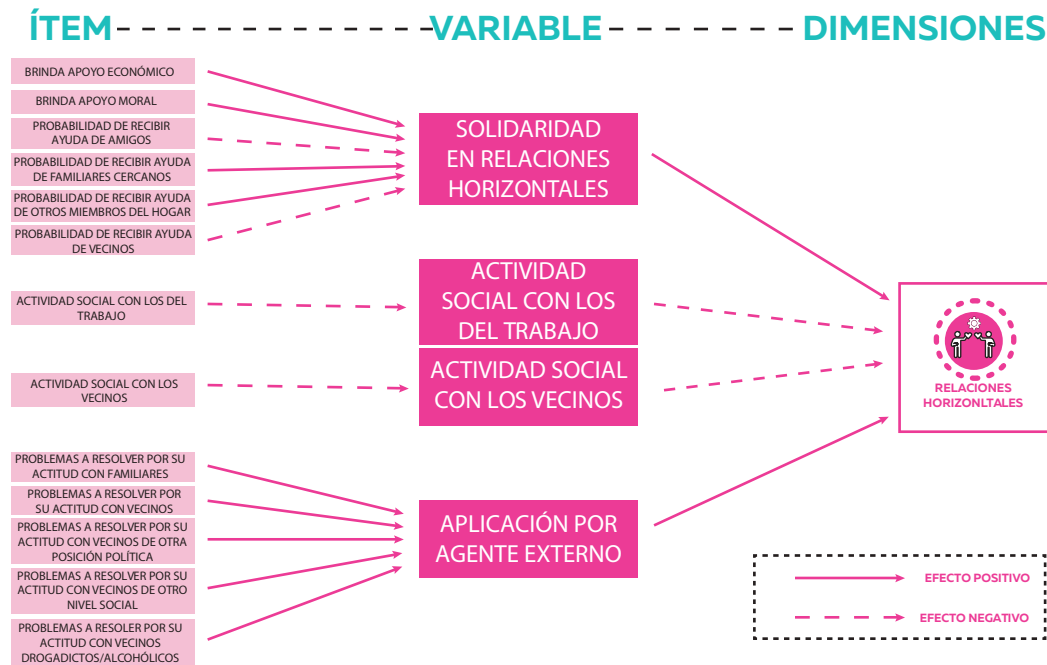 ÍTEM
VARIABLE
DIMENSIONES
BRINDA APOYO ECONÓMICO
BRINDA APOYO MORAL
PROBABILIDAD DE RECIBIR
AYUDA DE AMIGOS
PROBABILIDAD DE RECIBIR AYUDA
DE FAMILIARES CERCANOS
PROBABILIDAD DE RECIBIR AYUDA
DE OTROS MIEMBROS DEL HOGAR
PROBABILIDAD DE RECIBIR AYUDA
DE VECINOS
ACTIVIDAD SOCIAL CON LOS DEL
TRABAJO
ACTIVIDAD SOCIAL CON LOS
VECINOS
PROBLEMAS A RESOLVER POR SU
ACTITUD CON FAMILIARES
PROBLEMAS A RESOLVER POR
SU ACTITUD CON VECINOS
PROBLEMAS A RESOLVER POR SU
ACTITUD CON VECINOS DE OTRA
POSICIÓN POLÍTICA
PROBLEMAS A RESOLVER POR SU
ACTITUD CON VECINOS DE OTRO
NIVEL SOCIAL
PROBLEMAS A RESOLER POR SU
ACTITUD CON VECINOS
DROGADICTOS/ALCOHÓLICOS
SOLIDARIDAD
EN RELACIONES
HORIZONTALES
ACTIVIDAD
SOCIAL CON LOS
DEL TRABAJO
ACTIVIDAD SOCIAL
CON LOS VECINOS
APLICACIÓN POR
AGENTE EXTERNO
RELACIONES
HORIZONLTALES
EFECTO POSITIVO
EFECTO NEGATIVO